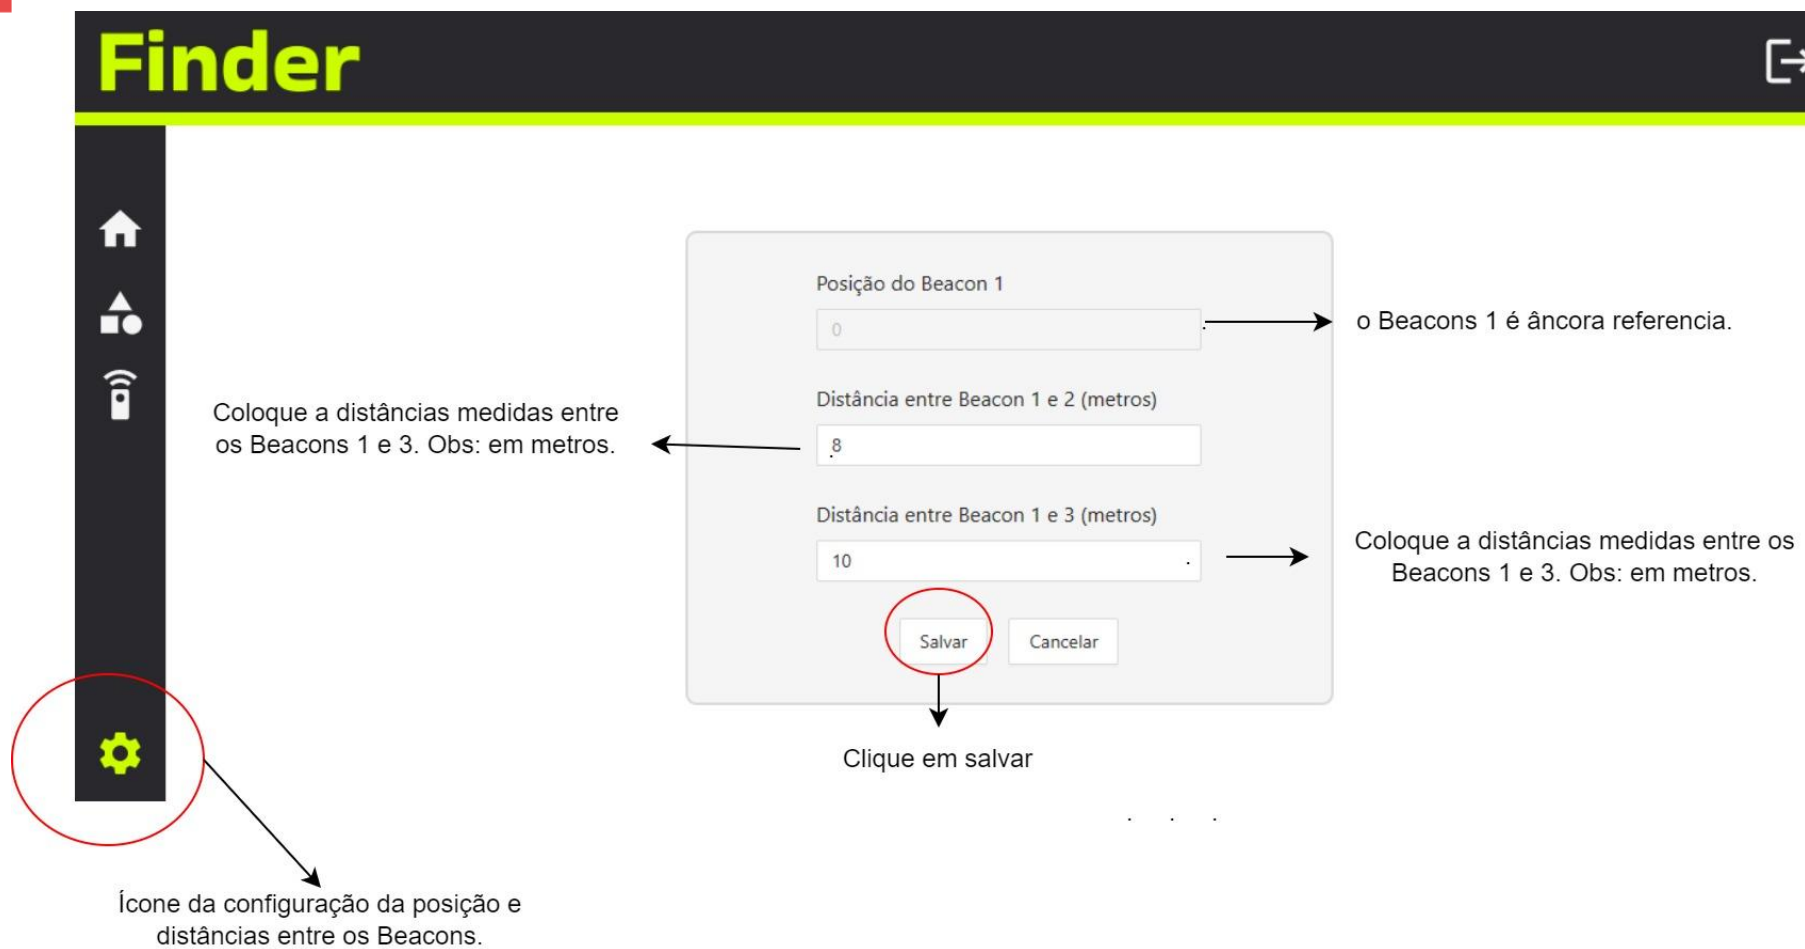 Finder
Posição do Beacon 1
0
o Beacons 1 é âncora referencia.
Distância entre Beacon 1 e 2 (metros)
8
Coloque a distâncias medidas entre
os Beacons 1 e 3. Obs: em metros.
Distância entre Beacon 1 e 3 (metros)
10
Coloque a distâncias medidas entre os
Beacons 1 e 3. Obs: em metros.
Salvar
Cancelar
Clique em salvar
. . .
Ícone da configuração da posição e
distâncias entre os Beacons.